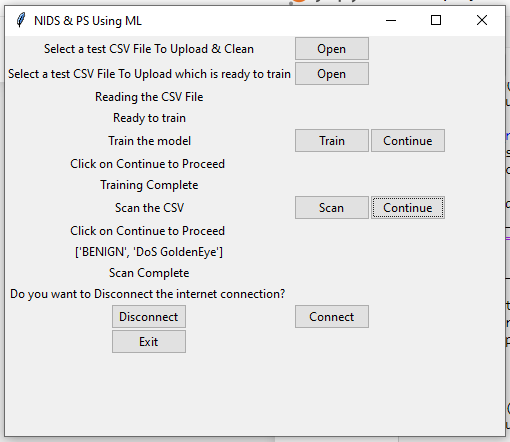 NIDS & PS Using ML
Select a test CSV File To Upload & Clean Open
Select a test CSV File To Upload which is ready to train Open
Reading the CSV File
Ready to train
Train the model Train Continue
Click on Continue to Proceed
Training Complete
Scan the CSV Scan Continue
Click on Continue to Proceed
['BENIGN', 'DoS GoldenEye']
Scan Complete
Do you want to Disconnect the internet connection?
Disconnect Connect
Exit